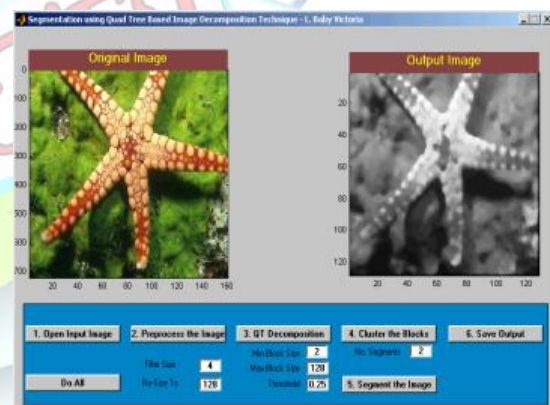 Segmentation using Quad Tree Based Image Decomposition Technique - L. Baby Victoria
Original Image
Output Image
0
100
200
300
400
500
600
700
20 40 60 80 100 120 140 160
20
40
60
80
100
120
20 40 60 80 100 120
1. Open Input Image
2. Preprocess the Image
3. QT Decomposition
4. Cluster the Blocks
6. Save Output
Filter Size 4
Min Block Size 2
No. Segments 2
Re-Size To 128
Max Block Size 128
Do All
Threshold 0.25
5. Segment the Image